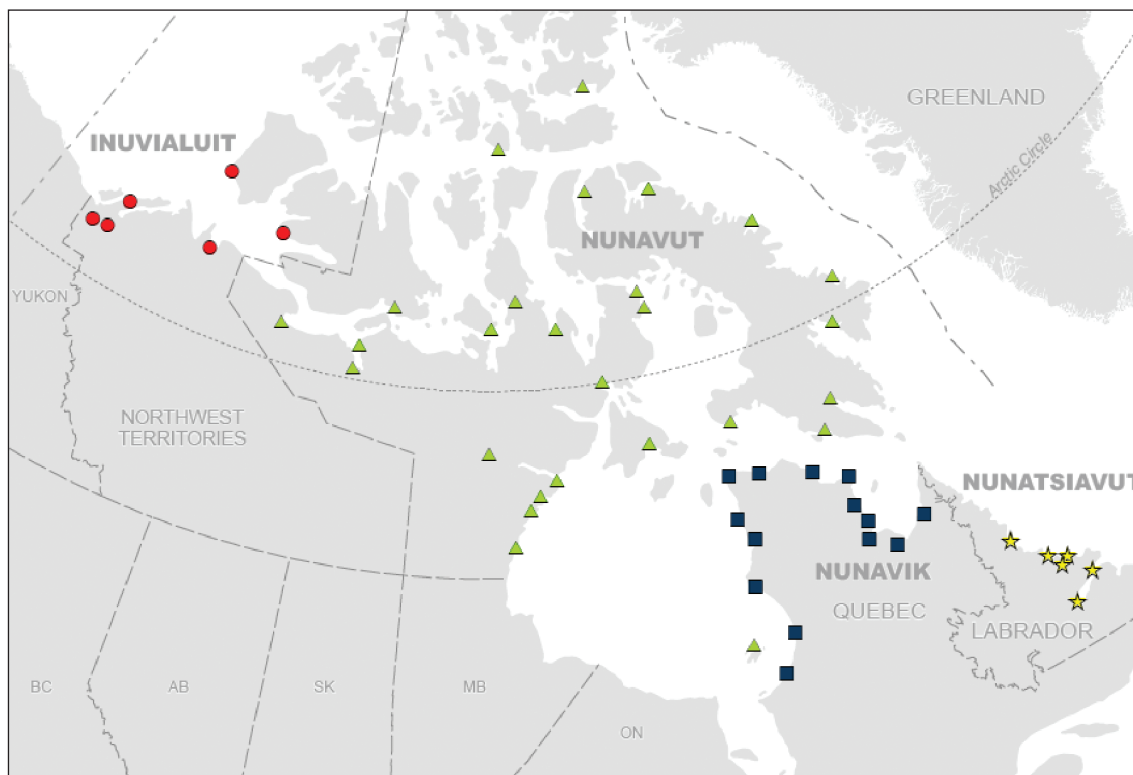 GREENLAND
INUVIALUIT
Arctic Circle
NUNAVUT
YUKON
NORTHWEST
TERRITORIES
NUNATSIAVUT
NUNAVIK
QUEBEC
LABRADOR
BC
AB
SK
MB
ON